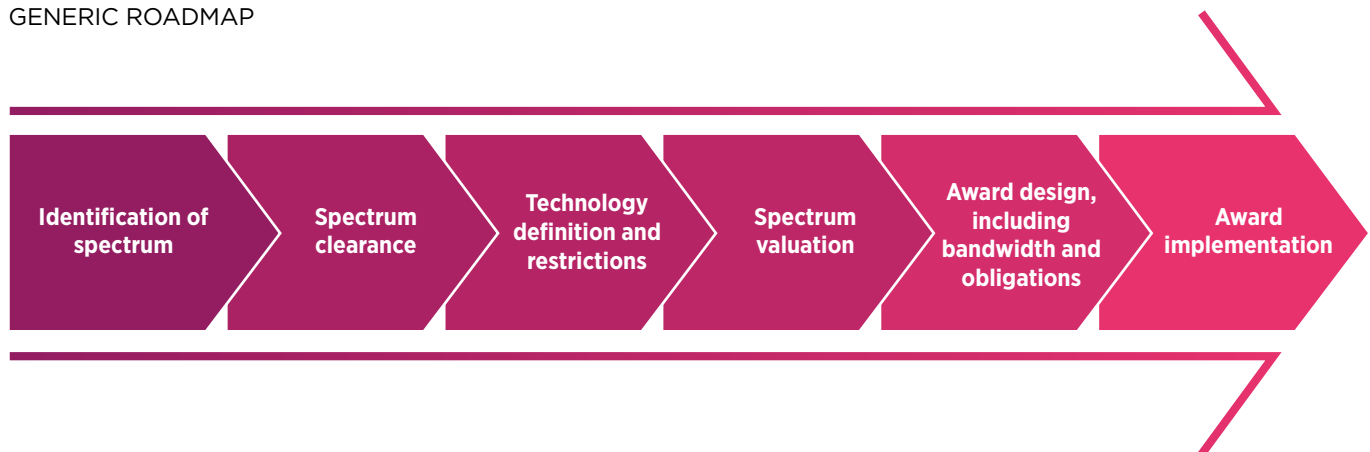 GENERIC ROADMAP
Identification of
spectrum
Spectrum
clearance
Technology
definition and
restrictions
Spectrum
valuation
Award design,
including
bandwidth and
obligations
Award
implementation